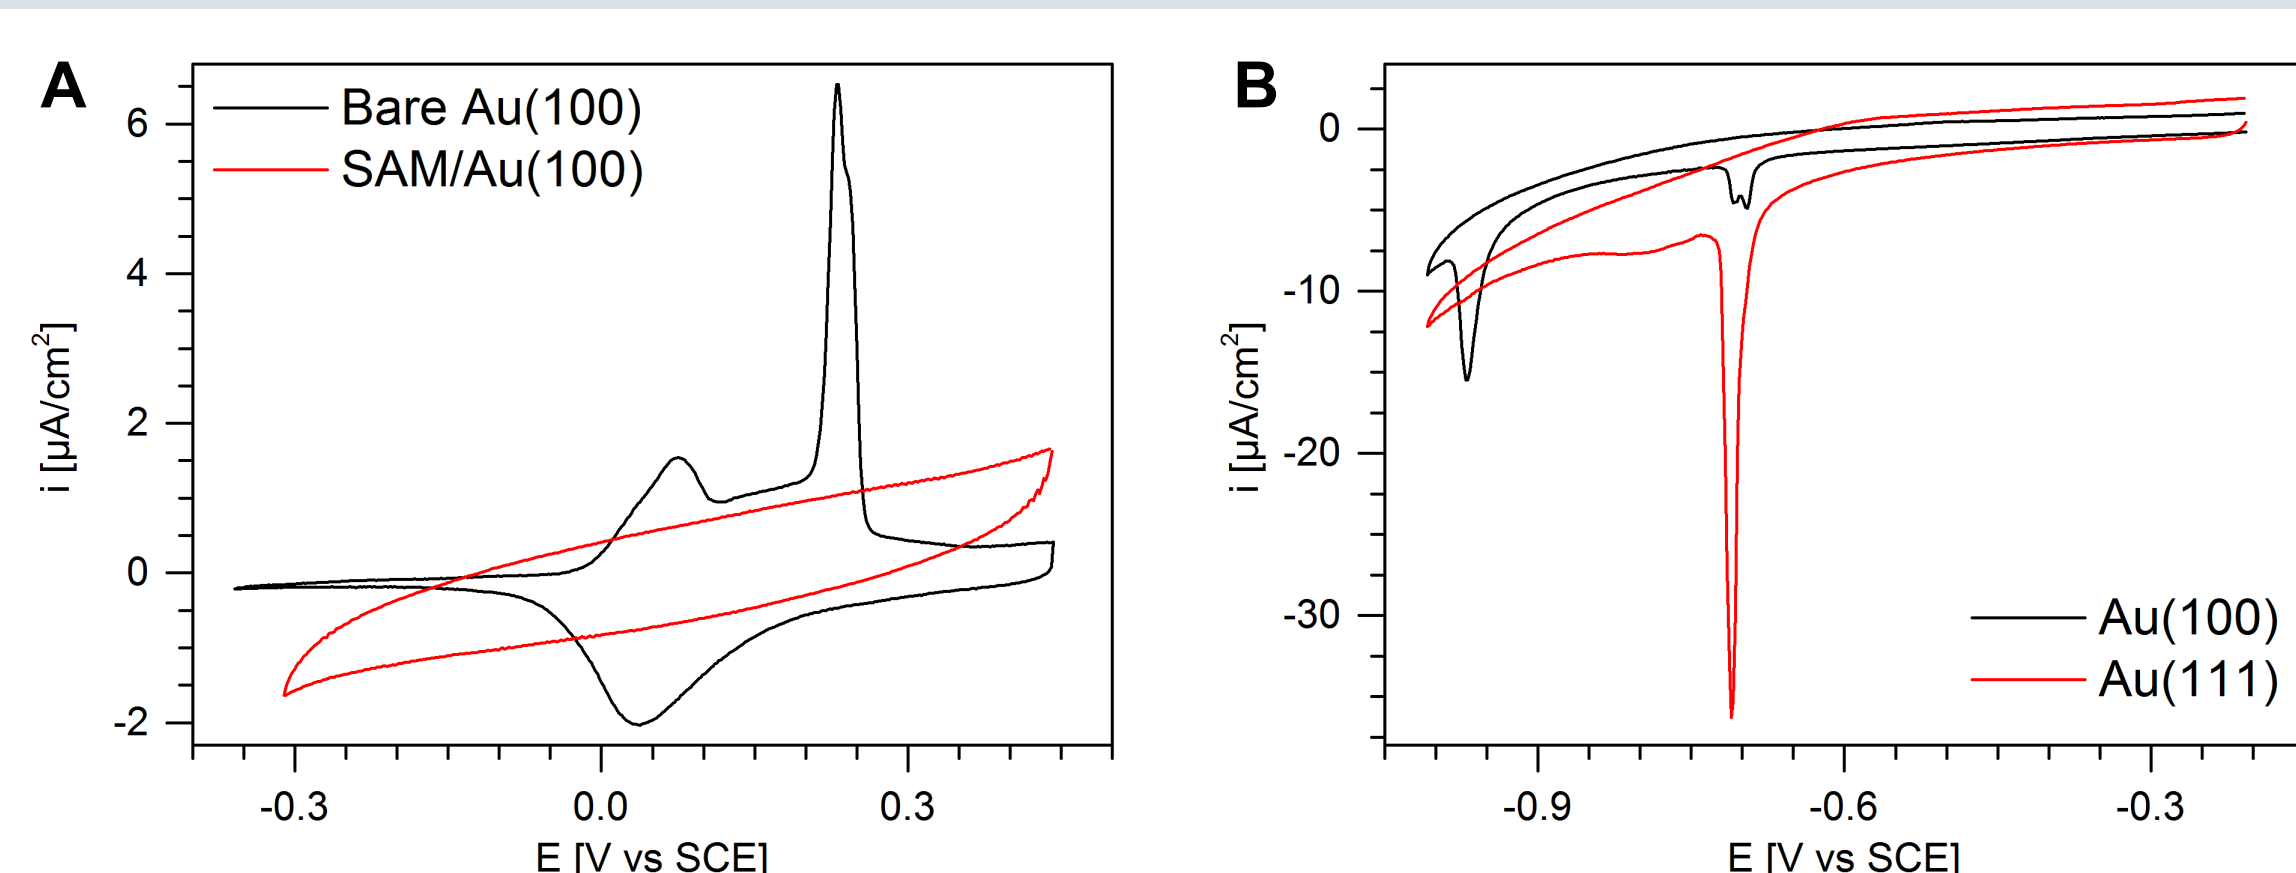 A
Bare Au(100)
SAM/Au(100)
6
4
2
0
-2
i [µA/cm²]
-0.3 0.0 0.3
E [V vs SCE]
B
0
-10
-20
-30
i [µA/cm²]
Au(100)
Au(111)
-0.9 -0.6 -0.3
E [V vs SCE]